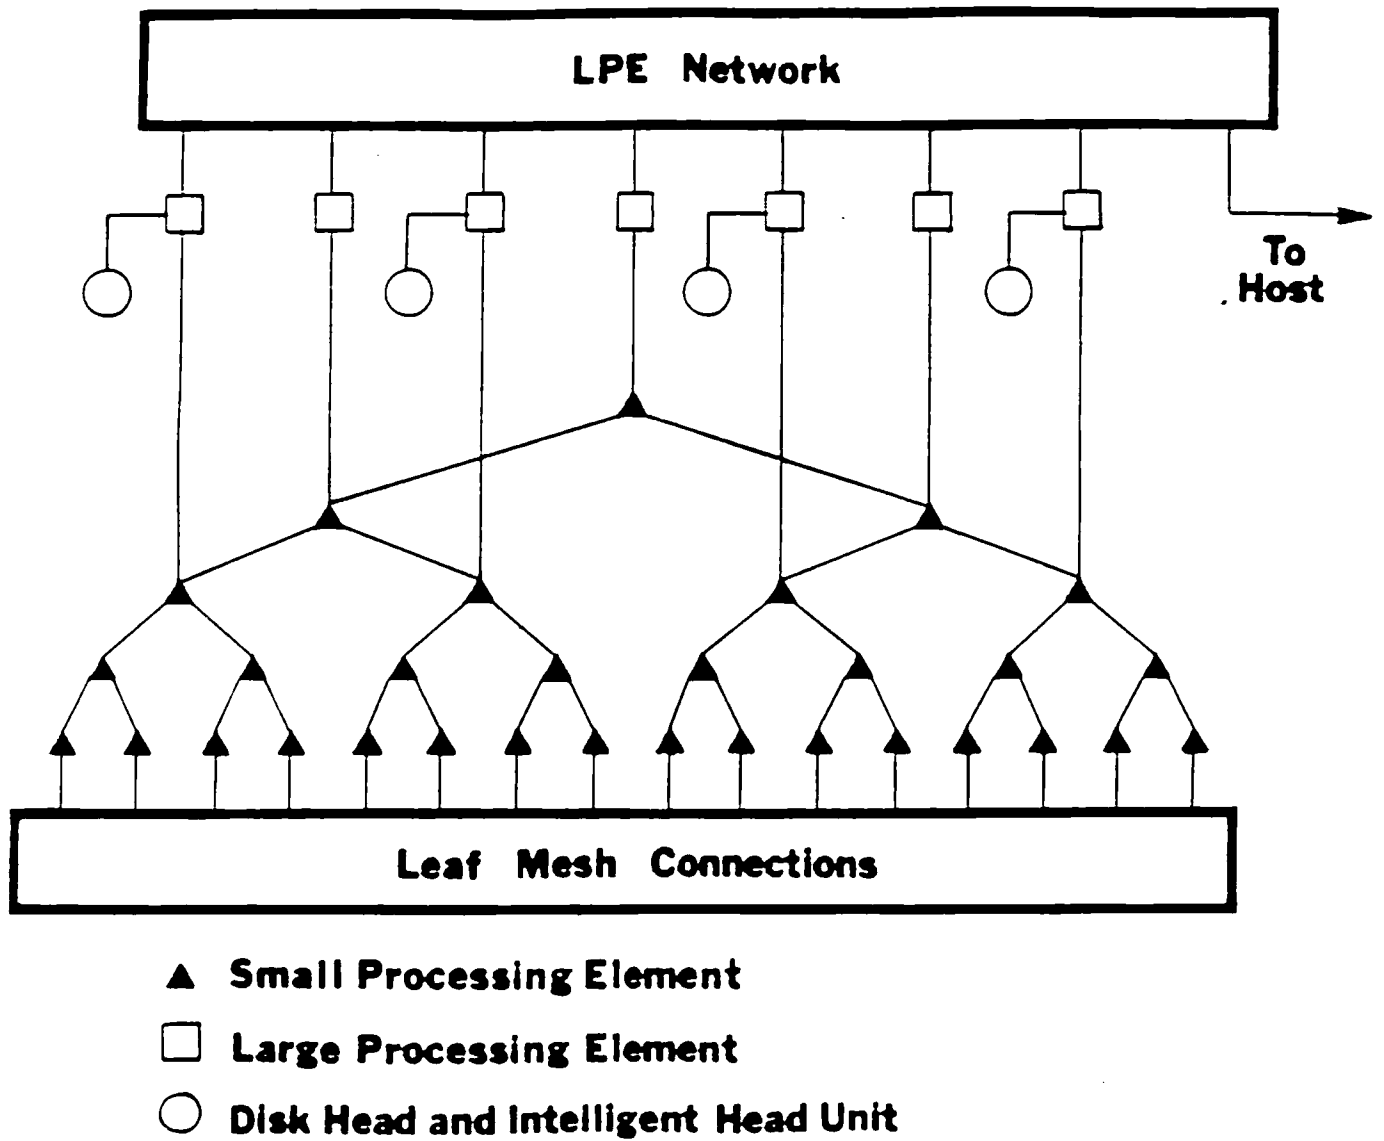 LPE Network
To
Host
Leaf Mesh Connections
Small Processing Element
Large Processing Element
Disk Head and Intelligent Head Unit